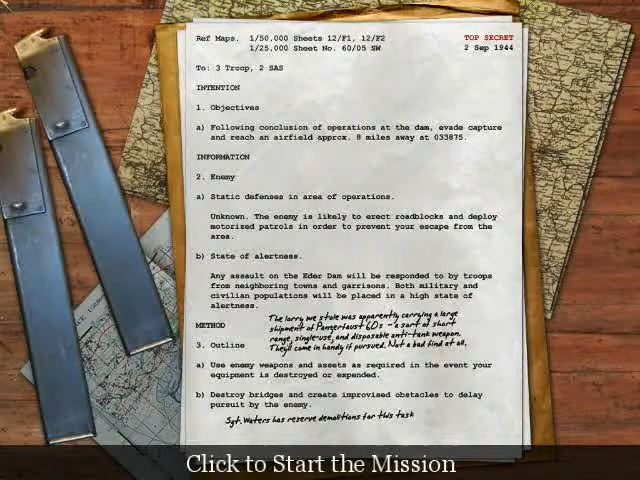 Ref Maps. 1/50,000 Sheets 12/F1, 12/F2 TOP SECRET
1/25,000 Sheet No. 60/05 SW 2 Sep 1944
To: 3 Troop, 2 SAS
INTENTION
1. Objectives
a) Following conclusion of operations at the dam, evade capture
and reach an airfield approx. 8 miles away at 033875.
INFORMATION
2. Enemy
a) Static defenses in area of operations.
Unknown. The enemy is likely to erect roadblocks and deploy
motorized patrols in order to prevent your escape from the
area.
b) State of alertness.
Any assault on the Eder Dam will be responded to by troops
from neighboring towns and garrisons. Both military and
civilian populations will be placed in a high state of
alertness.
The lorry we stole was apparently carrying a large
shipment of Panzerfaust 60s - a sort of short
range, single-use, and disposable anti-tank weapon.
They'll come in handy if pursued. Not a bad find at all.
METHOD
3. Outline
a) Use enemy weapons and assets as required in the event your
equipment is destroyed or expended.
b) Destroy bridges and create improvised obstacles to delay
pursuit by the enemy.
Sgt. Waters has reserve demolitions for this task
Click to Start the Mission